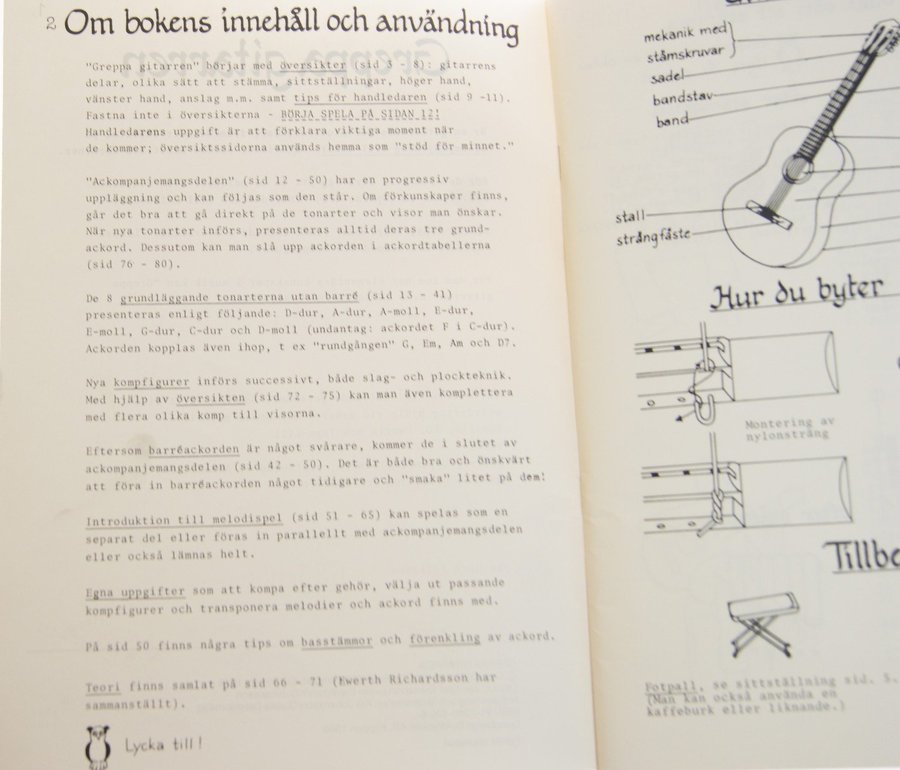 2 Om bokens innehåll och användning
"Greppa gitarren" börjar med översikter (sid 3 - 8): gitarrens
delar, olika sätt att stämma, sittställningar, höger hand,
vänster hand, anslag m.m. samt tips för handledaren (sid 9 -11).
Fastna inte i översikterna - BÖRJA SPELA PÅ SIDAN 12!
Handledarens uppgift är att förklara viktiga moment när
de kommer; översiktssidorna används hemma som "stöd för minnet."
"Ackompanjemangsdelen" (sid 12 - 50) har en progressiv
uppläggning och kan följas som den står. Om förkunskaper finns,
går det bra att gå direkt på de tonarter och visor man önskar.
När nya tonarter införs, presenteras alltid deras tre grund-
ackord. Dessutom kan man slå upp ackorden i ackordtabellerna
(sid 76 - 80).
De 8 grundläggande tonarterna utan barré (sid 13 - 41)
presenteras enligt följande: D-dur, A-dur, A-moll, E-dur,
E-moll, G-dur, C-dur och D-moll (undantag: ackordet F i C-dur).
Ackorden kopplas även ihop, t ex "rundgången" G, Em, Am och D7.
Nya kompfigurer införs successivt, både slag- och plockteknik.
Med hjälp av översikten (sid 72 - 75) kan man även komplettera
med flera olika komp till visorna.
Eftersom barréackorden är något svårare, kommer de i slutet av
ackompanjemangsdelen (sid 42 - 50). Det är både bra och önskvärt
att föra in barréackorden något tidigare och "smaka" litet på dem!
Introduktion till melodispel (sid 51 - 65) kan spelas som en
separat del eller föras in parallellt med ackompanjemangsdelen
eller också lämnas helt.
Egna uppgifter som att kompa efter gehör, välja ut passande
kompfigurer och transponera melodier och ackord finns med.
På sid 50 finns några tips om basstämmor och förenkling av ackord.
Teori finns samlat på sid 66 - 71 (Ewerth Richardsson har
sammanställt).
Lycka till!
mekanik med
stämskruvar
sadel
bandstav
band
stall
strängfäste
Hur du byter
Montering av
nylonsträng
Tillbe
Fotpall, se sittställning sid. 5.
(Man kan också använda en
kaffeburk eller liknande.)